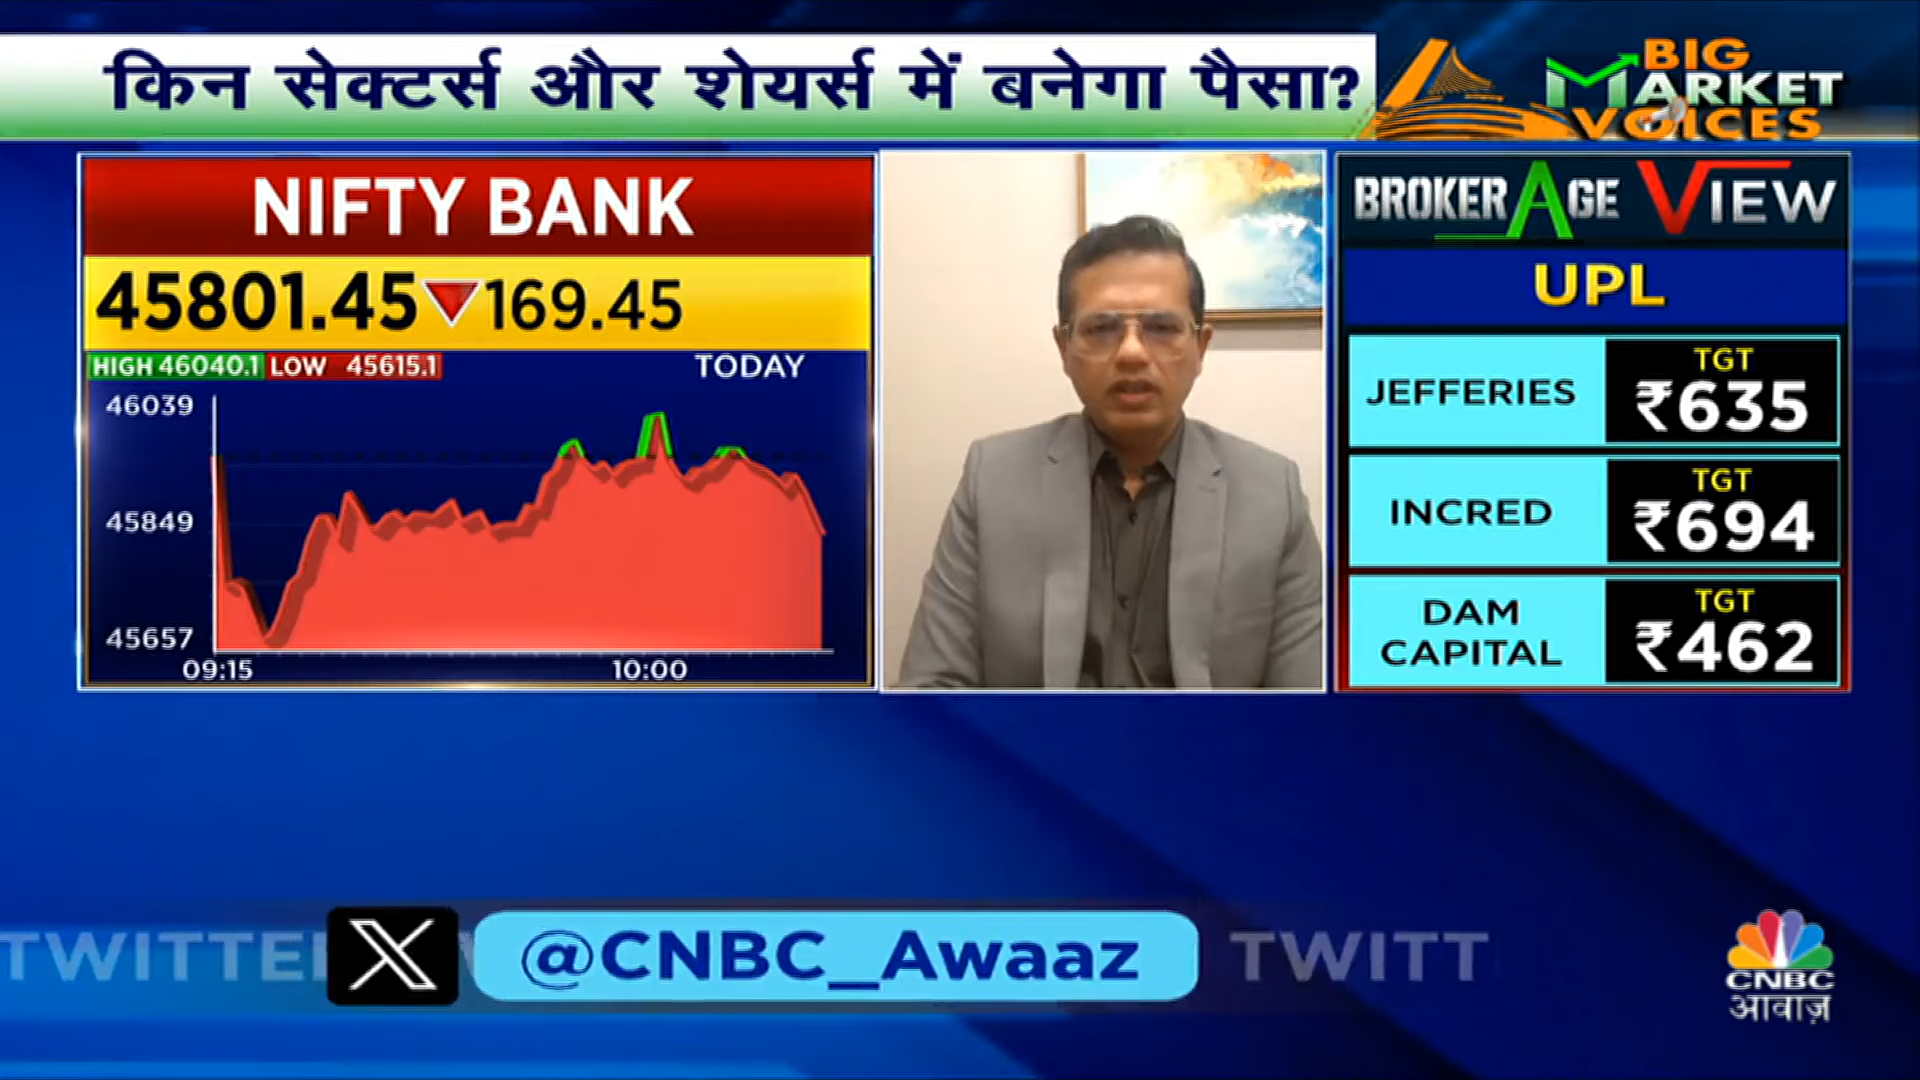 किन सेक्टर्स और शेयर्स में बनेगा पैसा?
BIG
MARKET
VOICES
NIFTY BANK
45801.45 169.45
HIGH 46040.1 LOW 45615.1 TODAY
46039
45849
45657
09:15 10:00
BROKERAGE VIEW
UPL
JEFFERIES
TGT
₹635
INCRED
TGT
₹694
DAM
CAPITAL
TGT
₹462
TWITTE
X
@CNBC_Awaaz
TWITT
CNBC
आवाज़